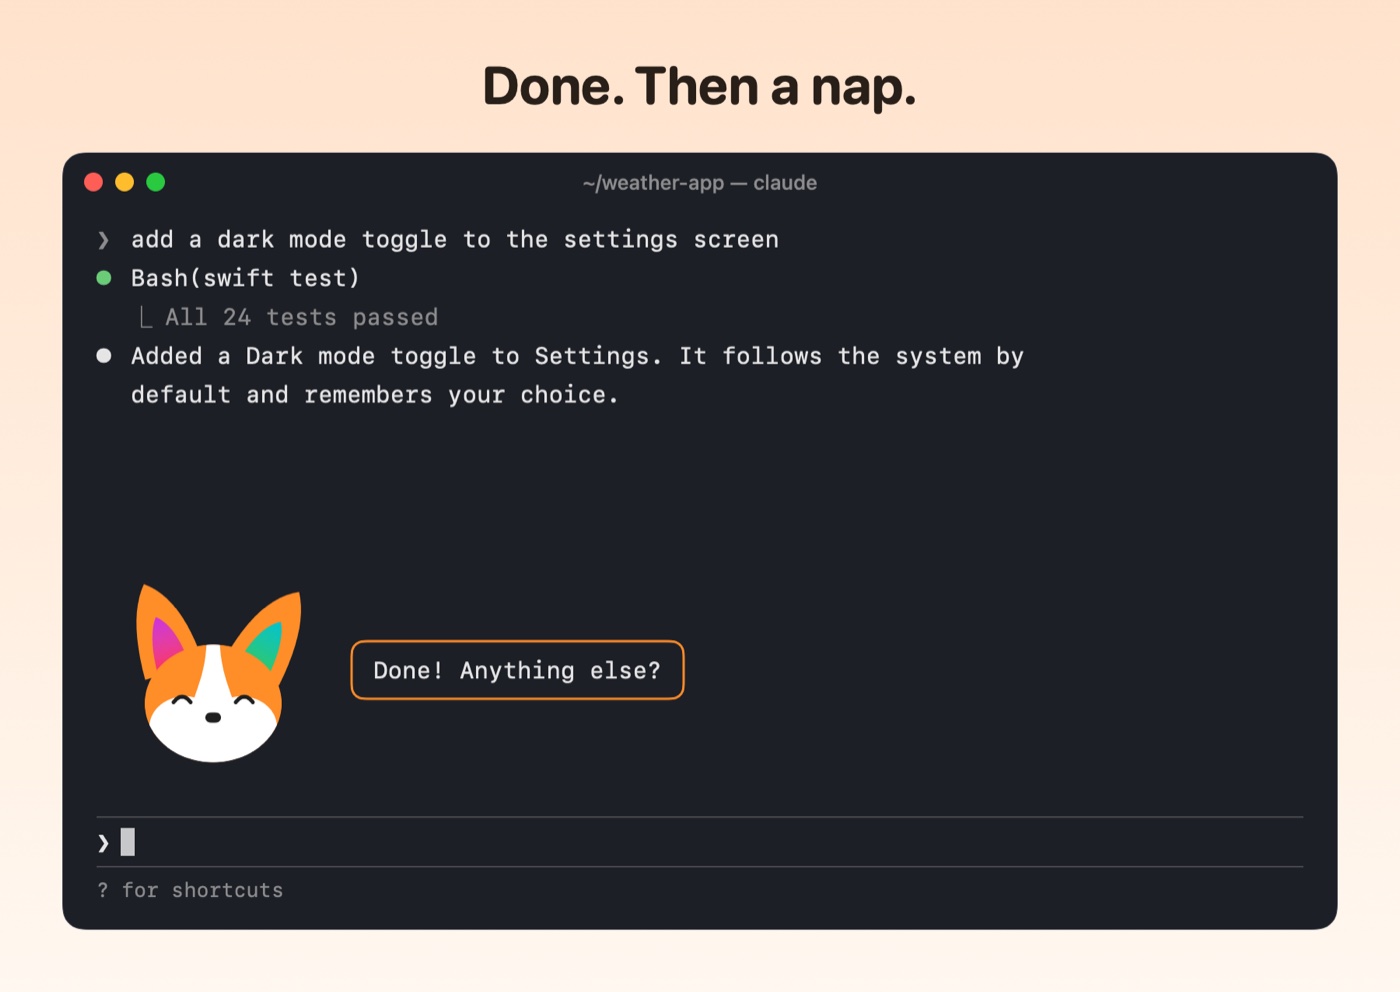 Done. Then a nap.
~/weather-app — claude
❯ add a dark mode toggle to the settings screen
Bash(swift test)
⎿ All 24 tests passed
Added a Dark mode toggle to Settings. It follows the system by
default and remembers your choice.
Done! Anything else?
❯
? for shortcuts